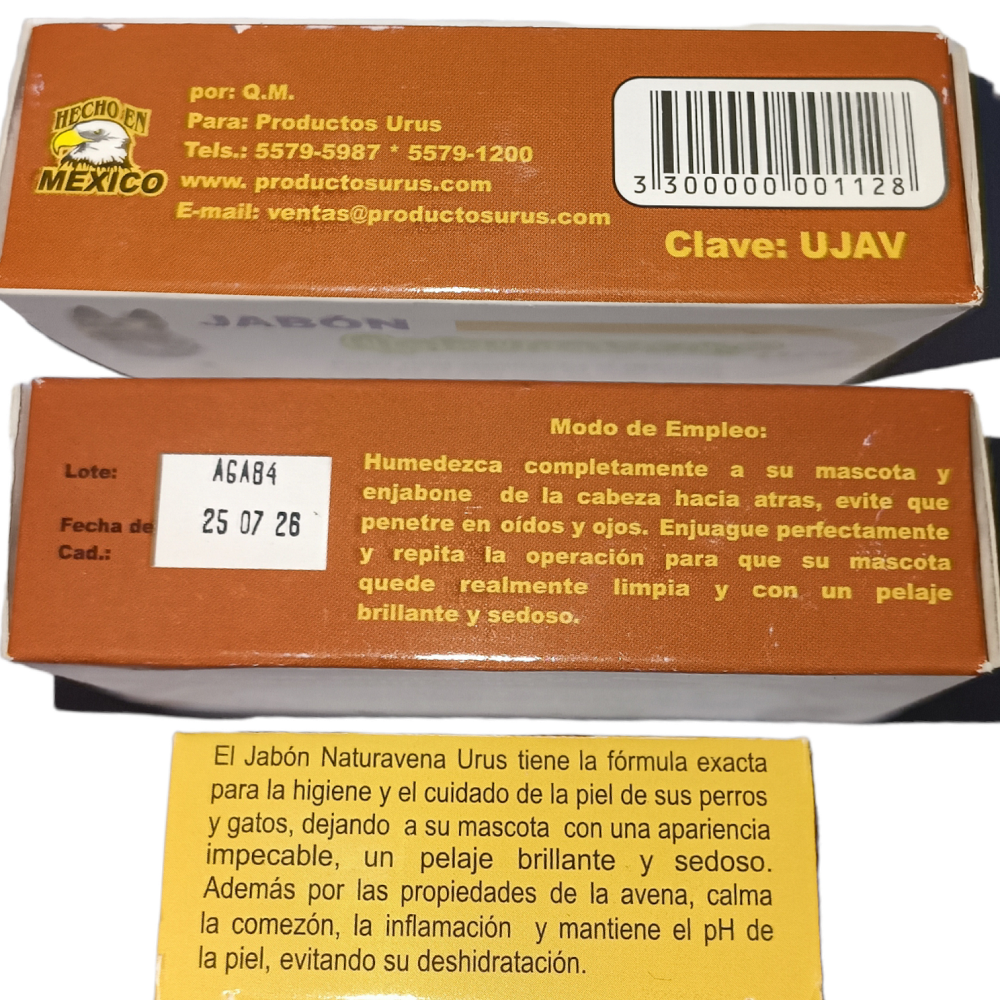 HECHO EN
MEXICO
por: Q.M.
Para: Productos Urus
Tels.: 5579-5987 * 5579-1200
www. productosurus.com
E-mail: ventas@productosurus.com
3 300000 001128
Clave: UJAV
JABÓN
Lote: AGA84
Fecha de
Cad.: 25 07 26
Modo de Empleo:
Humedezca completamente a su mascota y
enjabone de la cabeza hacia atras, evite que
penetre en oídos y ojos. Enjuague perfectamente
y repita la operación para que su mascota
quede realmente limpia y con un pelaje
brillante y sedoso.
El Jabón Naturavena Urus tiene la fórmula exacta
para la higiene y el cuidado de la piel de sus perros
y gatos, dejando a su mascota con una apariencia
impecable, un pelaje brillante y sedoso.
Además por las propiedades de la avena, calma
la comezón, la inflamación y mantiene el pH de
la piel, evitando su deshidratación.